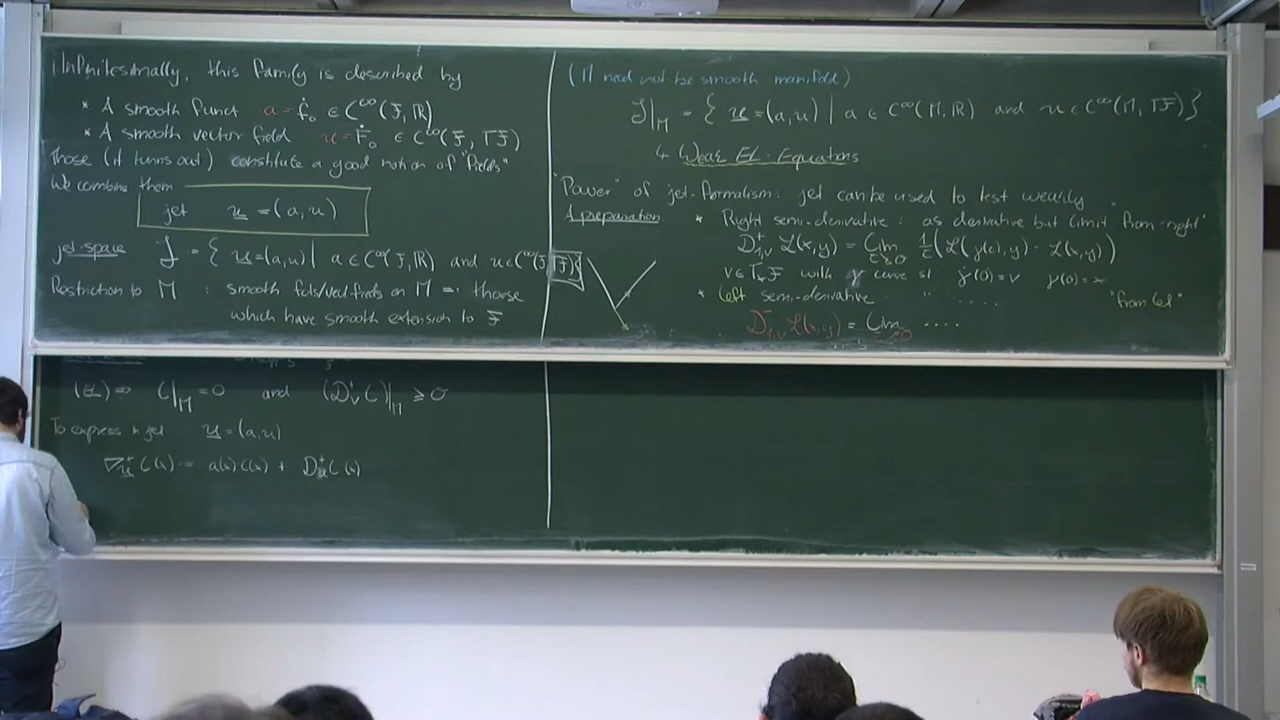 Infinitesimally, this family is described by
* A smooth funct a = ḟ₀ ∈ C^∞(F, ℝ)
* A smooth vector field u = Ḟ₀ ∈ C^∞(F, TF)
Those (it turns out) constitute a good notion of "fields"
We combine them
jet u = (a,u)
jet-space J = { u=(a,u) | a ∈ C^∞(F,ℝ) and u ∈ C^∞(F,TF)}
Restriction to M : smooth fcts/vect fields on M = those
which have smooth extension to F
(M need not be smooth manifold)
J|_M = { u=(a,u) | a ∈ C^∞(M,ℝ) and u ∈ C^∞(M,TF)}
4 Weak EL-Equations
"Power" of jet-formalism: jet can be used to test weakly.
A preparation * Right semi-derivative : as derivative but limit "from right"
D⁺_{1,v} L(x,y) = lim 1/τ (L(γ(τ),y) - L(x,y))
v ∈ T_x F with γ curve st γ̇(0)=v γ(0)=x
* Left semi-derivative " .... "from left"
D⁻_{1,v} L(x,y) = lim ....
(EL) ⇒ ℓ|_M = 0 and (D⁺_v ℓ)|_M ≥ 0
To express in jet u = (a,u)
∇⁺_u ℓ(x) = a(x) ℓ(x) + D⁺_u ℓ(x)